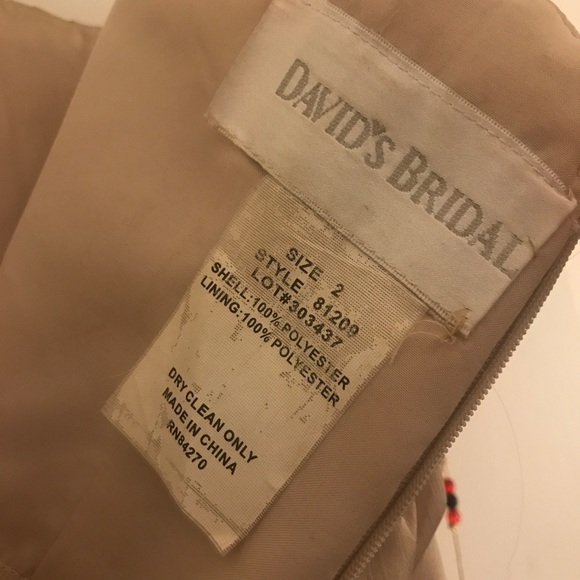 DAVID'S BRIDAL
SIZE 2
STYLE 81209
LOT#303437
SHELL:100% POLYESTER
LINING:100% POLYESTER
DRY CLEAN ONLY
MADE IN CHINA
RN84270